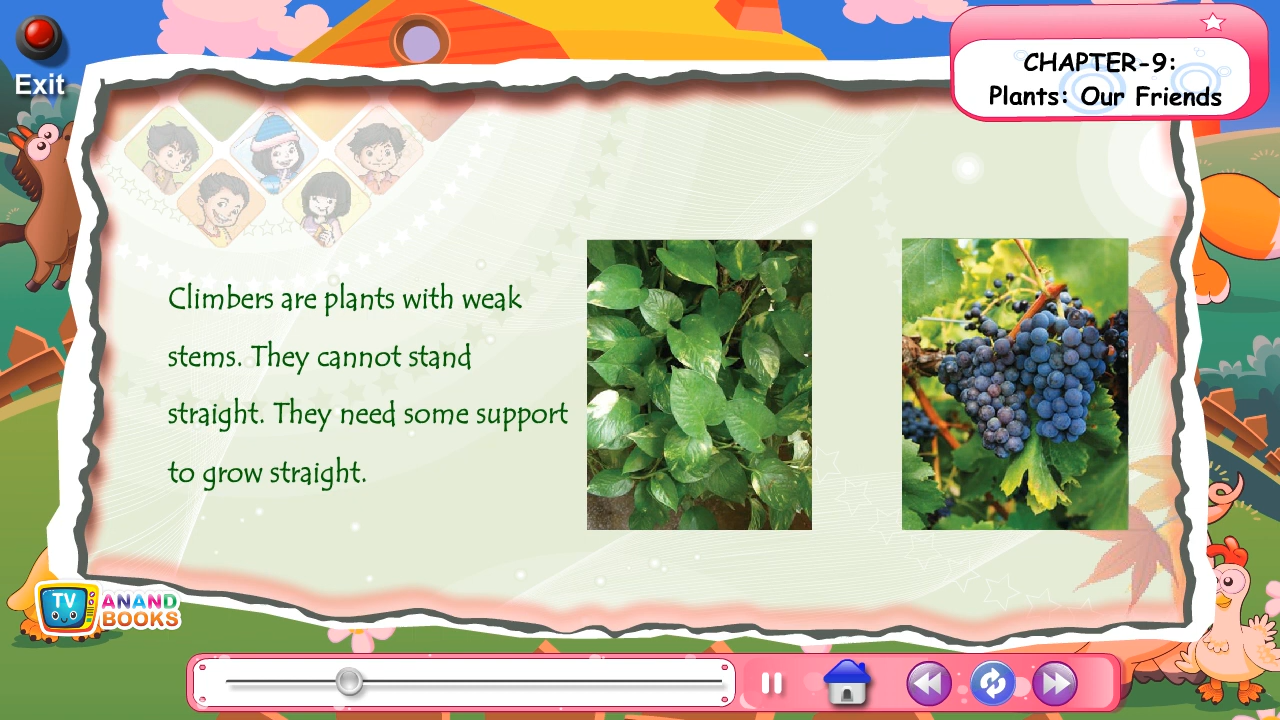 Exit
CHAPTER-9:
Plants: Our Friends
Climbers are plants with weak
stems. They cannot stand
straight. They need some support
to grow straight.
TV
ANAND
BOOKS